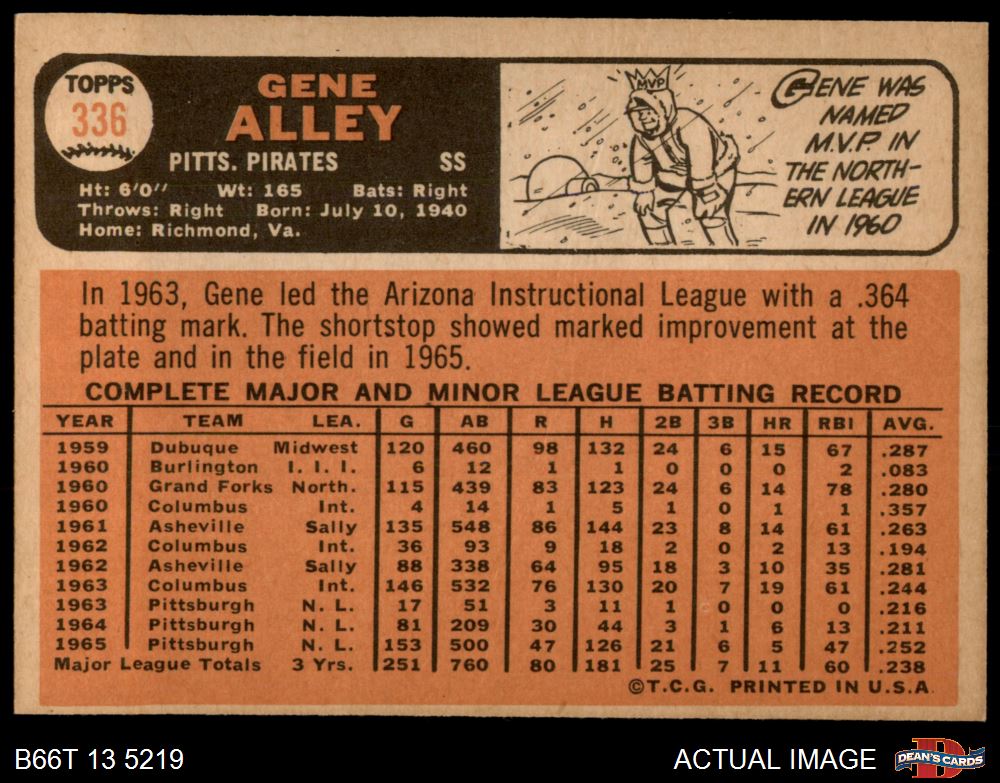 TOPPS
336
GENE
ALLEY
PITTS. PIRATES SS
Ht: 6'0" Wt: 165 Bats: Right
Throws: Right Born: July 10, 1940
Home: Richmond, Va.
MVP
GENE WAS
NAMED
M.V.P. IN
THE NORTH-
ERN LEAGUE
IN 1960
In 1963, Gene led the Arizona Instructional League with a .364
batting mark. The shortstop showed marked improvement at the
plate and in the field in 1965.
COMPLETE MAJOR AND MINOR LEAGUE BATTING RECORD
YEAR TEAM LEA. G AB R H 2B 3B HR RBI AVG.
1959 Dubuque Midwest 120 460 98 132 24 6 15 67 .287
1960 Burlington I. I. I. 6 12 1 1 0 0 0 2 .083
1960 Grand Forks North. 115 439 83 123 24 6 14 78 .280
1960 Columbus Int. 4 14 1 5 1 0 1 1 .357
1961 Asheville Sally 135 548 86 144 23 8 14 61 .263
1962 Columbus Int. 36 93 9 18 2 0 2 13 .194
1962 Asheville Sally 88 338 64 95 18 3 10 35 .281
1963 Columbus Int. 146 532 76 130 20 7 19 61 .244
1963 Pittsburgh N. L. 17 51 3 11 1 0 0 0 .216
1964 Pittsburgh N. L. 81 209 30 44 3 1 6 13 .211
1965 Pittsburgh N. L. 153 500 47 126 21 6 5 47 .252
Major League Totals 3 Yrs. 251 760 80 181 25 7 11 60 .238
©T.C.G. PRINTED IN U.S.A.
B66T 13 5219 ACTUAL IMAGE
D
DEAN'S CARDS